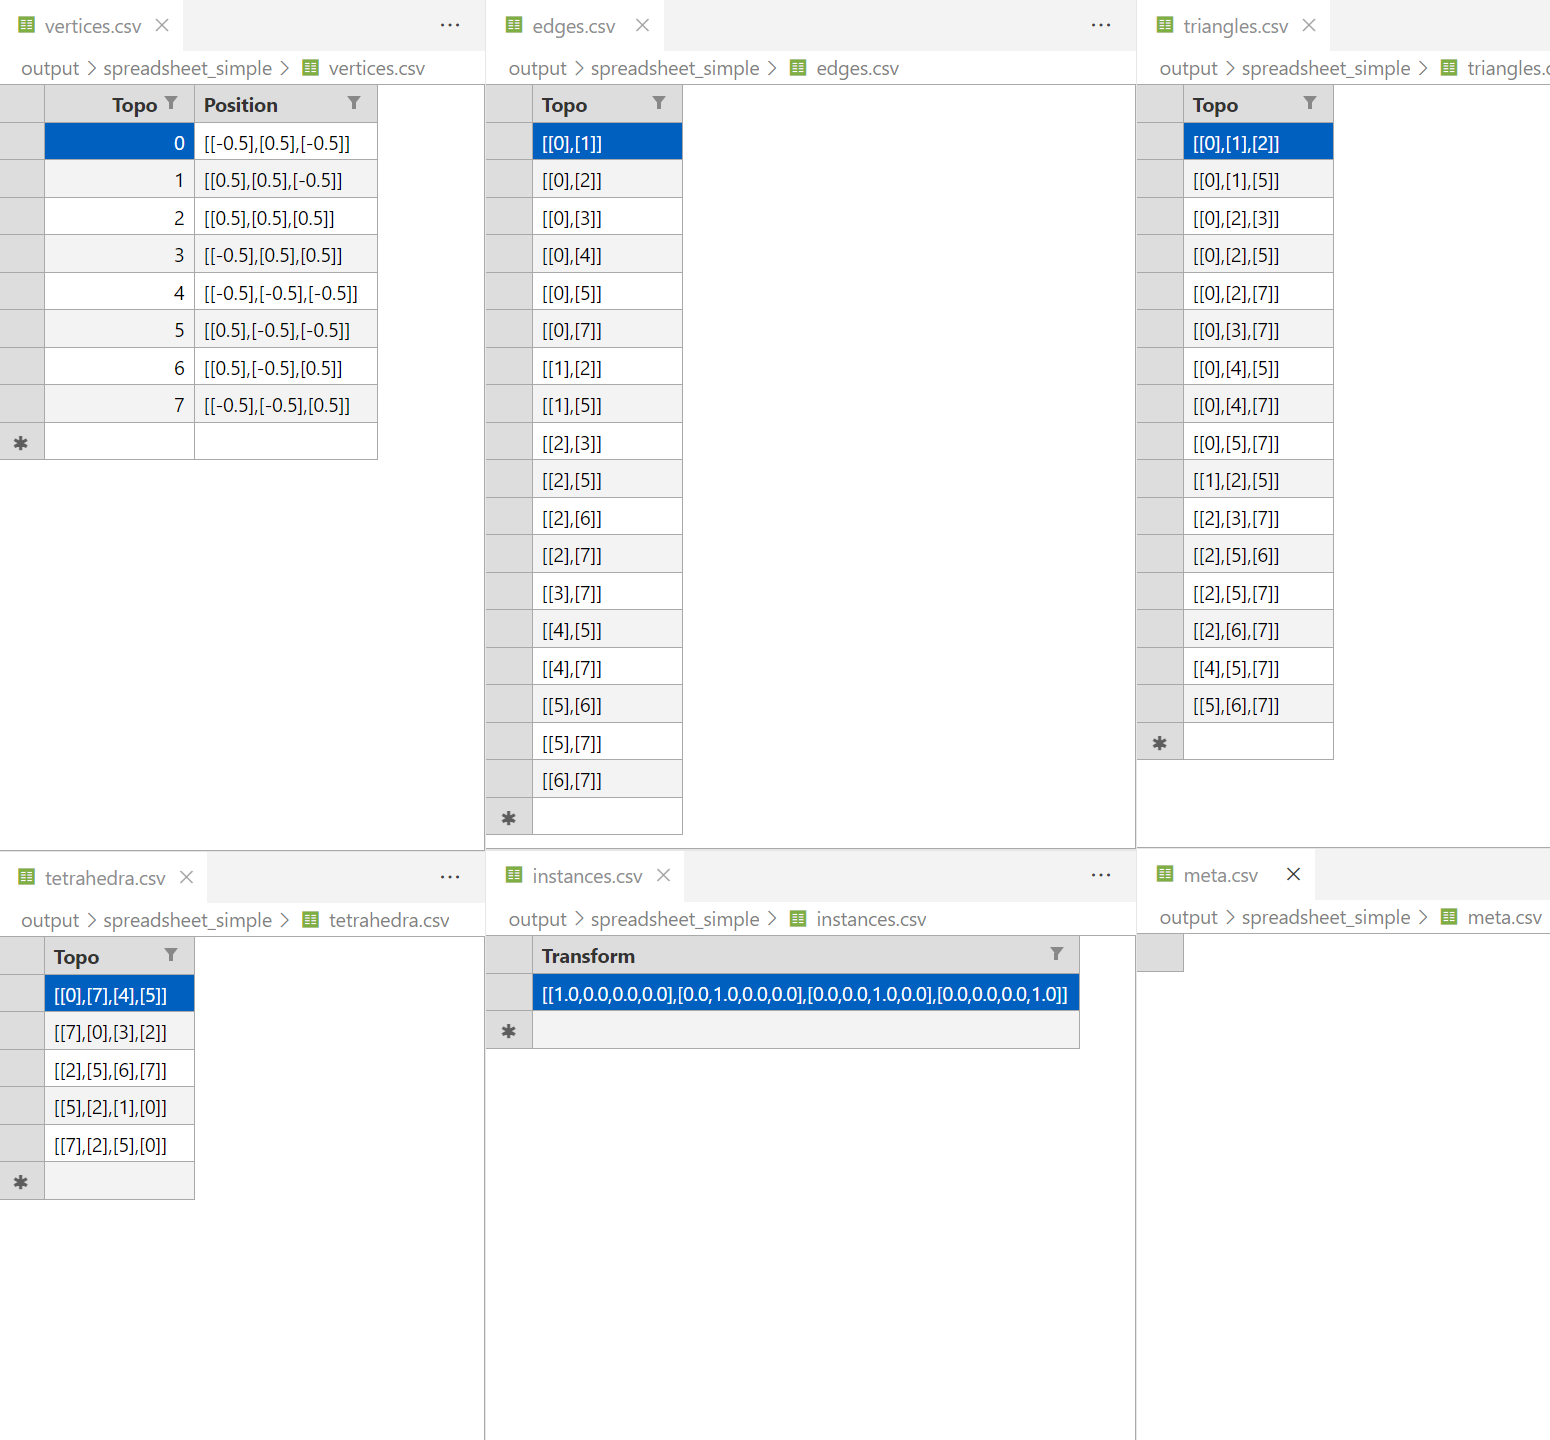 vertices.csv
output > spreadsheet_simple > vertices.csv
Topo Position
0 [[-0.5],[0.5],[-0.5]]
1 [[0.5],[0.5],[-0.5]]
2 [[0.5],[0.5],[0.5]]
3 [[-0.5],[0.5],[0.5]]
4 [[-0.5],[-0.5],[-0.5]]
5 [[0.5],[-0.5],[-0.5]]
6 [[0.5],[-0.5],[0.5]]
7 [[-0.5],[-0.5],[0.5]]
edges.csv
output > spreadsheet_simple > edges.csv
Topo
[[0],[1]]
[[0],[2]]
[[0],[3]]
[[0],[4]]
[[0],[5]]
[[0],[7]]
[[1],[2]]
[[1],[5]]
[[2],[3]]
[[2],[5]]
[[2],[6]]
[[2],[7]]
[[3],[7]]
[[4],[5]]
[[4],[7]]
[[5],[6]]
[[5],[7]]
[[6],[7]]
triangles.csv
output > spreadsheet_simple > triangles.c
Topo
[[0],[1],[2]]
[[0],[1],[5]]
[[0],[2],[3]]
[[0],[2],[5]]
[[0],[2],[7]]
[[0],[3],[7]]
[[0],[4],[5]]
[[0],[4],[7]]
[[0],[5],[7]]
[[1],[2],[5]]
[[2],[3],[7]]
[[2],[5],[6]]
[[2],[5],[7]]
[[2],[6],[7]]
[[4],[5],[7]]
[[5],[6],[7]]
tetrahedra.csv
output > spreadsheet_simple > tetrahedra.csv
Topo
[[0],[7],[4],[5]]
[[7],[0],[3],[2]]
[[2],[5],[6],[7]]
[[5],[2],[1],[0]]
[[7],[2],[5],[0]]
instances.csv
output > spreadsheet_simple > instances.csv
Transform
[[1.0,0.0,0.0,0.0],[0.0,1.0,0.0,0.0],[0.0,0.0,1.0,0.0],[0.0,0.0,0.0,1.0]]
meta.csv
output > spreadsheet_simple > meta.csv